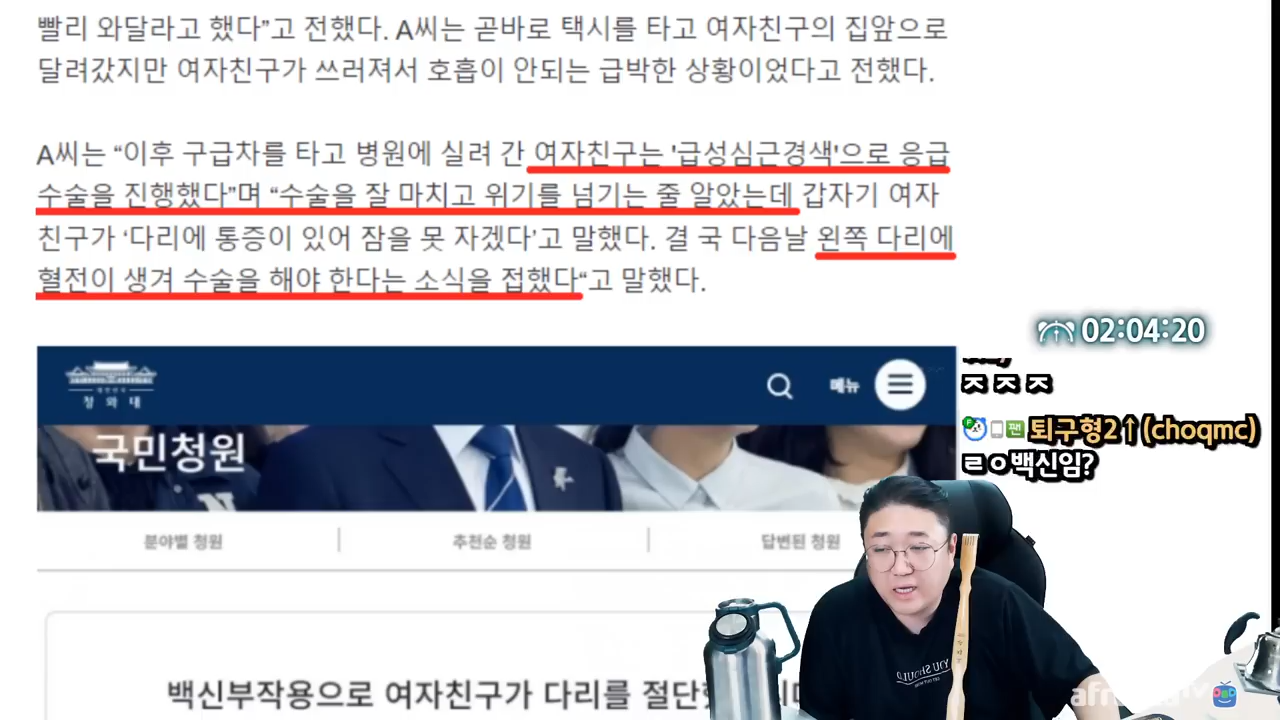 빨리 와달라고 했다”고 전했다. A씨는 곧바로 택시를 타고 여자친구의 집앞으로
달려갔지만 여자친구가 쓰러져서 호흡이 안되는 급박한 상황이었다고 전했다.
A씨는 “이후 구급차를 타고 병원에 실려 간 여자친구는 '급성심근경색'으로 응급
수술을 진행했다”며 “수술을 잘 마치고 위기를 넘기는 줄 알았는데 갑자기 여자
친구가 ‘다리에 통증이 있어 잠을 못 자겠다’고 말했다. 결 국 다음날 왼쪽 다리에
혈전이 생겨 수술을 해야 한다는 소식을 접했다“고 말했다.
02:04:20
ㅈㅈㅈ
팬 퇴구형2↑(choqmc)
ㄹㅇ백신임?
대한민국
청와대
메뉴
국민청원
N
분야별 청원
추천순 청원
답변된 청원
백신부작용으로 여자친구가 다리를 절단
YOU SHOULD